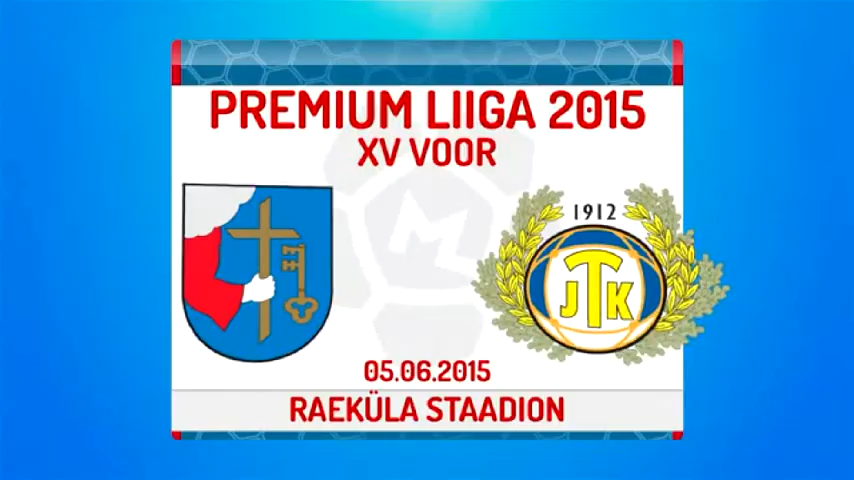 PREMIUM LIIGA 2015
XV VOOR
M
1912
JTK
05.06.2015
RAEKÜLA STAADION